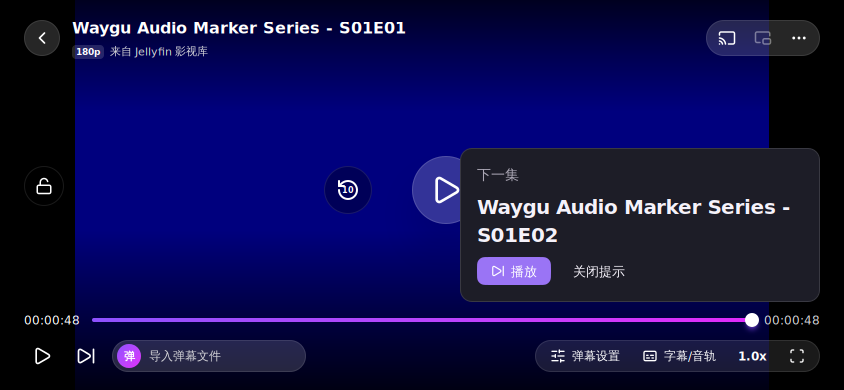 Waygu Audio Marker Series - S01E01
180p 来自 Jellyfin 影视库
10
下一集
Waygu Audio Marker Series -
S01E02
播放 关闭提示
00:00:48 00:00:48
弹 导入弹幕文件 弹幕设置 字幕/音轨 1.0x